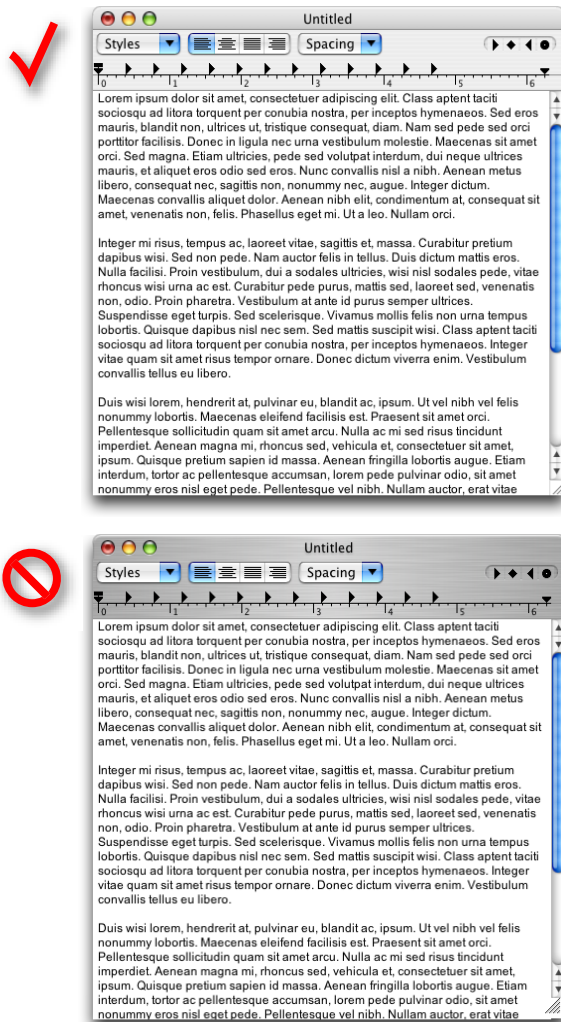 Untitled
Styles Spacing
0 1 2 3 4 5 6
Lorem ipsum dolor sit amet, consectetuer adipiscing elit. Class aptent taciti
sociosqu ad litora torquent per conubia nostra, per inceptos hymenaeos. Sed eros
mauris, blandit non, ultrices ut, tristique consequat, diam. Nam sed pede sed orci
porttitor facilisis. Donec in ligula nec urna vestibulum molestie. Maecenas sit amet
orci. Sed magna. Etiam ultricies, pede sed volutpat interdum, dui neque ultrices
mauris, et aliquet eros odio sed eros. Nunc convallis nisl a nibh. Aenean metus
libero, consequat nec, sagittis non, nonummy nec, augue. Integer dictum.
Maecenas convallis aliquet dolor. Aenean nibh elit, condimentum at, consequat sit
amet, venenatis non, felis. Phasellus eget mi. Ut a leo. Nullam orci.
Integer mi risus, tempus ac, laoreet vitae, sagittis et, massa. Curabitur pretium
dapibus wisi. Sed non pede. Nam auctor felis in tellus. Duis dictum mattis eros.
Nulla facilisi. Proin vestibulum, dui a sodales ultricies, wisi nisl sodales pede, vitae
rhoncus wisi urna ac est. Curabitur pede purus, mattis sed, laoreet sed, venenatis
non, odio. Proin pharetra. Vestibulum at ante id purus semper ultrices.
Suspendisse eget turpis. Sed scelerisque. Vivamus mollis felis non urna tempus
lobortis. Quisque dapibus nisl nec sem. Sed mattis suscipit wisi. Class aptent taciti
sociosqu ad litora torquent per conubia nostra, per inceptos hymenaeos. Integer
vitae quam sit amet risus tempor ornare. Donec dictum viverra enim. Vestibulum
convallis tellus eu libero.
Duis wisi lorem, hendrerit at, pulvinar eu, blandit ac, ipsum. Ut vel nibh vel felis
nonummy lobortis. Maecenas eleifend facilisis est. Praesent sit amet orci.
Pellentesque sollicitudin quam sit amet arcu. Nulla ac mi sed risus tincidunt
imperdiet. Aenean magna mi, rhoncus sed, vehicula et, consectetuer sit amet,
ipsum. Quisque pretium sapien id massa. Aenean fringilla lobortis augue. Etiam
interdum, tortor ac pellentesque accumsan, lorem pede pulvinar odio, sit amet
nonummy eros nisl eget pede. Pellentesque vel nibh. Nullam auctor, erat vitae
Untitled
Styles Spacing
0 1 2 3 4 5 6
Lorem ipsum dolor sit amet, consectetuer adipiscing elit. Class aptent taciti
sociosqu ad litora torquent per conubia nostra, per inceptos hymenaeos. Sed eros
mauris, blandit non, ultrices ut, tristique consequat, diam. Nam sed pede sed orci
porttitor facilisis. Donec in ligula nec urna vestibulum molestie. Maecenas sit amet
orci. Sed magna. Etiam ultricies, pede sed volutpat interdum, dui neque ultrices
mauris, et aliquet eros odio sed eros. Nunc convallis nisl a nibh. Aenean metus
libero, consequat nec, sagittis non, nonummy nec, augue. Integer dictum.
Maecenas convallis aliquet dolor. Aenean nibh elit, condimentum at, consequat sit
amet, venenatis non, felis. Phasellus eget mi. Ut a leo. Nullam orci.
Integer mi risus, tempus ac, laoreet vitae, sagittis et, massa. Curabitur pretium
dapibus wisi. Sed non pede. Nam auctor felis in tellus. Duis dictum mattis eros.
Nulla facilisi. Proin vestibulum, dui a sodales ultricies, wisi nisl sodales pede, vitae
rhoncus wisi urna ac est. Curabitur pede purus, mattis sed, laoreet sed, venenatis
non, odio. Proin pharetra. Vestibulum at ante id purus semper ultrices.
Suspendisse eget turpis. Sed scelerisque. Vivamus mollis felis non urna tempus
lobortis. Quisque dapibus nisl nec sem. Sed mattis suscipit wisi. Class aptent taciti
sociosqu ad litora torquent per conubia nostra, per inceptos hymenaeos. Integer
vitae quam sit amet risus tempor ornare. Donec dictum viverra enim. Vestibulum
convallis tellus eu libero.
Duis wisi lorem, hendrerit at, pulvinar eu, blandit ac, ipsum. Ut vel nibh vel felis
nonummy lobortis. Maecenas eleifend facilisis est. Praesent sit amet orci.
Pellentesque sollicitudin quam sit amet arcu. Nulla ac mi sed risus tincidunt
imperdiet. Aenean magna mi, rhoncus sed, vehicula et, consectetuer sit amet,
ipsum. Quisque pretium sapien id massa. Aenean fringilla lobortis augue. Etiam
interdum, tortor ac pellentesque accumsan, lorem pede pulvinar odio, sit amet
nonummy eros nisl eget pede. Pellentesque vel nibh. Nullam auctor, erat vitae